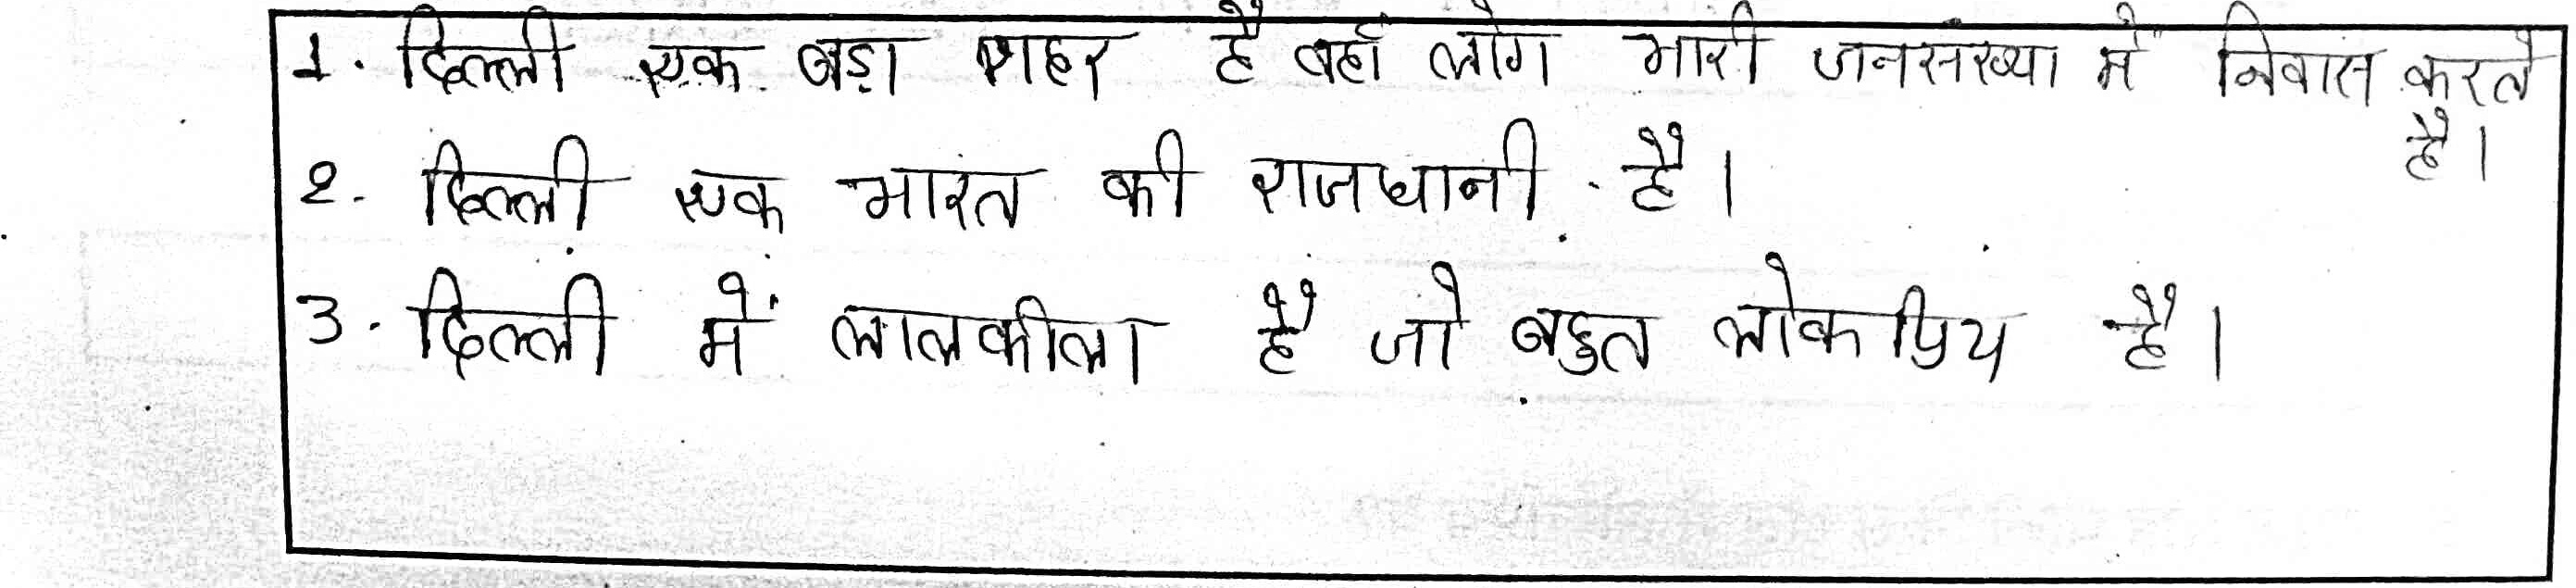 1. दिल्ली एक बड़ा शहर है वहाँ लोग भारी जनसंख्या में निवास करते
है।
2. दिल्ली एक भारत की राजधानी है।
3. दिल्ली में लालकीला है जो बहुत लोकप्रिय है।